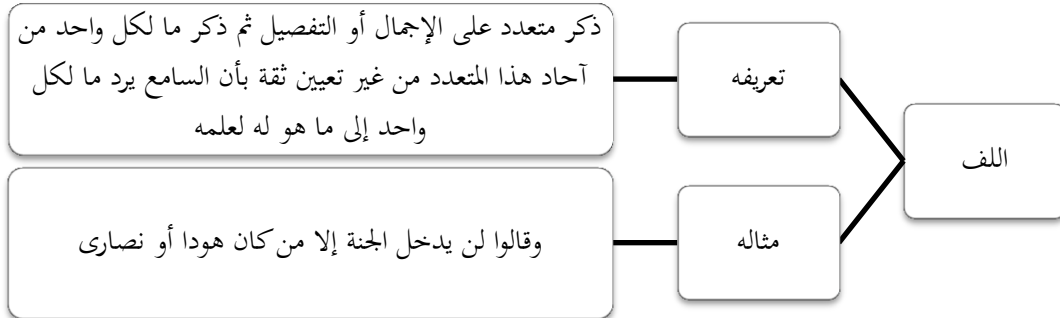 اللف
تعريفه
ذكر متعدد على الإجمال أو التفصيل ثم ذكر ما لكل واحد من
آحاد هذا المتعدد من غير تعيين ثقة بأن السامع يرد ما لكل
واحد إلى ما هو له لعلمه
مثاله
وقالوا لن يدخل الجنة إلا من كان هودا أو نصارى